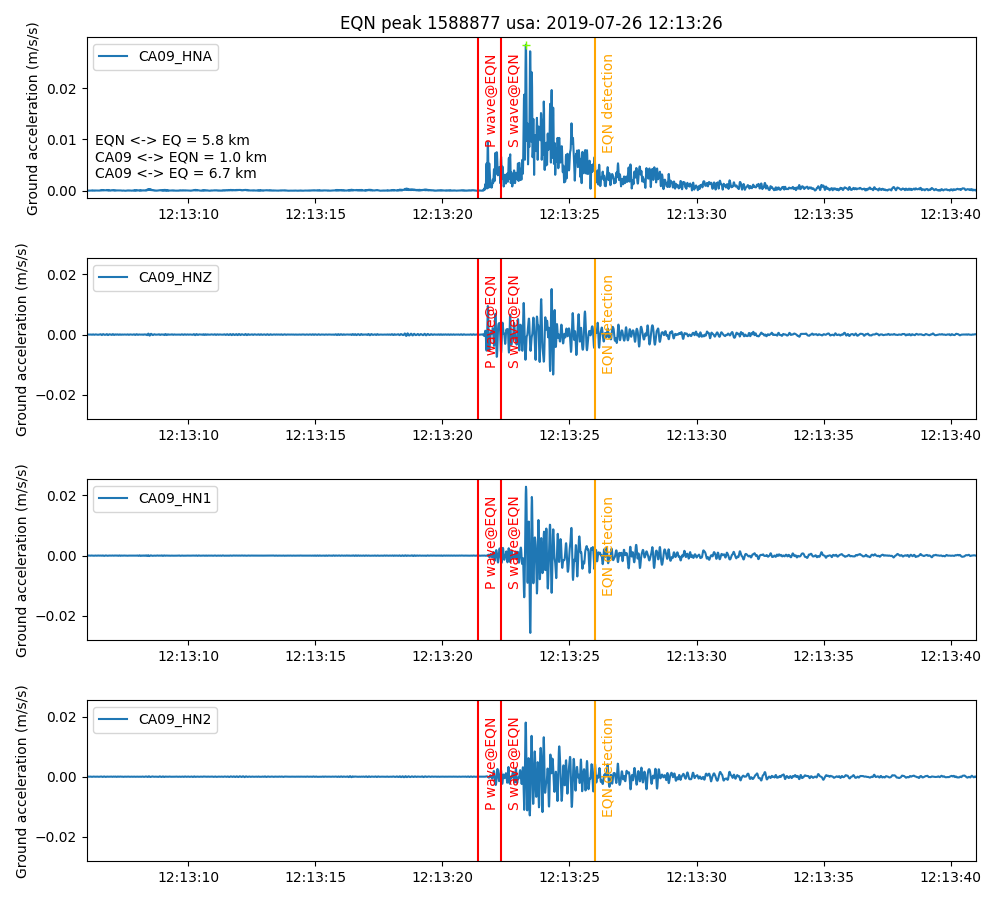 EQN peak 1588877 usa: 2019-07-26 12:13:26
Ground acceleration (m/s/s)
0.02
0.01
0.00
CA09_HNA
EQN <-> EQ = 5.8 km
CA09 <-> EQN = 1.0 km
CA09 <-> EQ = 6.7 km
P wave@EQN
S wave@EQN
EQN detection
12:13:10 12:13:15 12:13:20 12:13:25 12:13:30 12:13:35 12:13:40
Ground acceleration (m/s/s)
0.02
0.00
−0.02
CA09_HNZ
P wave@EQN
S wave@EQN
EQN detection
12:13:10 12:13:15 12:13:20 12:13:25 12:13:30 12:13:35 12:13:40
Ground acceleration (m/s/s)
0.02
0.00
−0.02
CA09_HN1
P wave@EQN
S wave@EQN
EQN detection
12:13:10 12:13:15 12:13:20 12:13:25 12:13:30 12:13:35 12:13:40
Ground acceleration (m/s/s)
0.02
0.00
−0.02
CA09_HN2
P wave@EQN
S wave@EQN
EQN detection
12:13:10 12:13:15 12:13:20 12:13:25 12:13:30 12:13:35 12:13:40